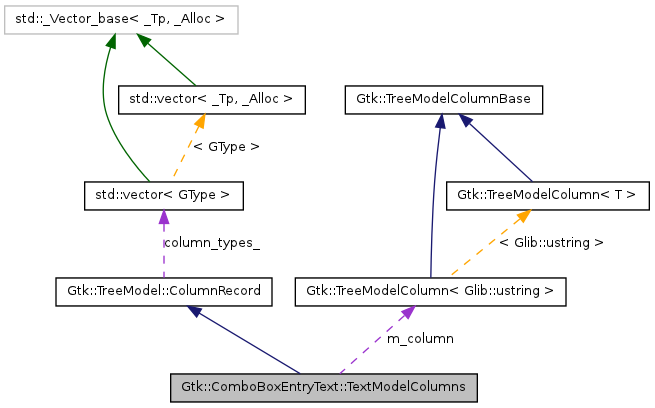 std::_Vector_base< _Tp, _Alloc >
std::vector< _Tp, _Alloc >
Gtk::TreeModelColumnBase
< GType >
std::vector< GType >
Gtk::TreeModelColumn< T >
column_types_
< Glib::ustring >
Gtk::TreeModel::ColumnRecord
Gtk::TreeModelColumn< Glib::ustring >
m_column
Gtk::ComboBoxEntryText::TextModelColumns